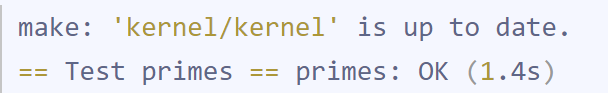 make: 'kernel/kernel' is up to date.
== Test primes == primes: OK (1.4s)